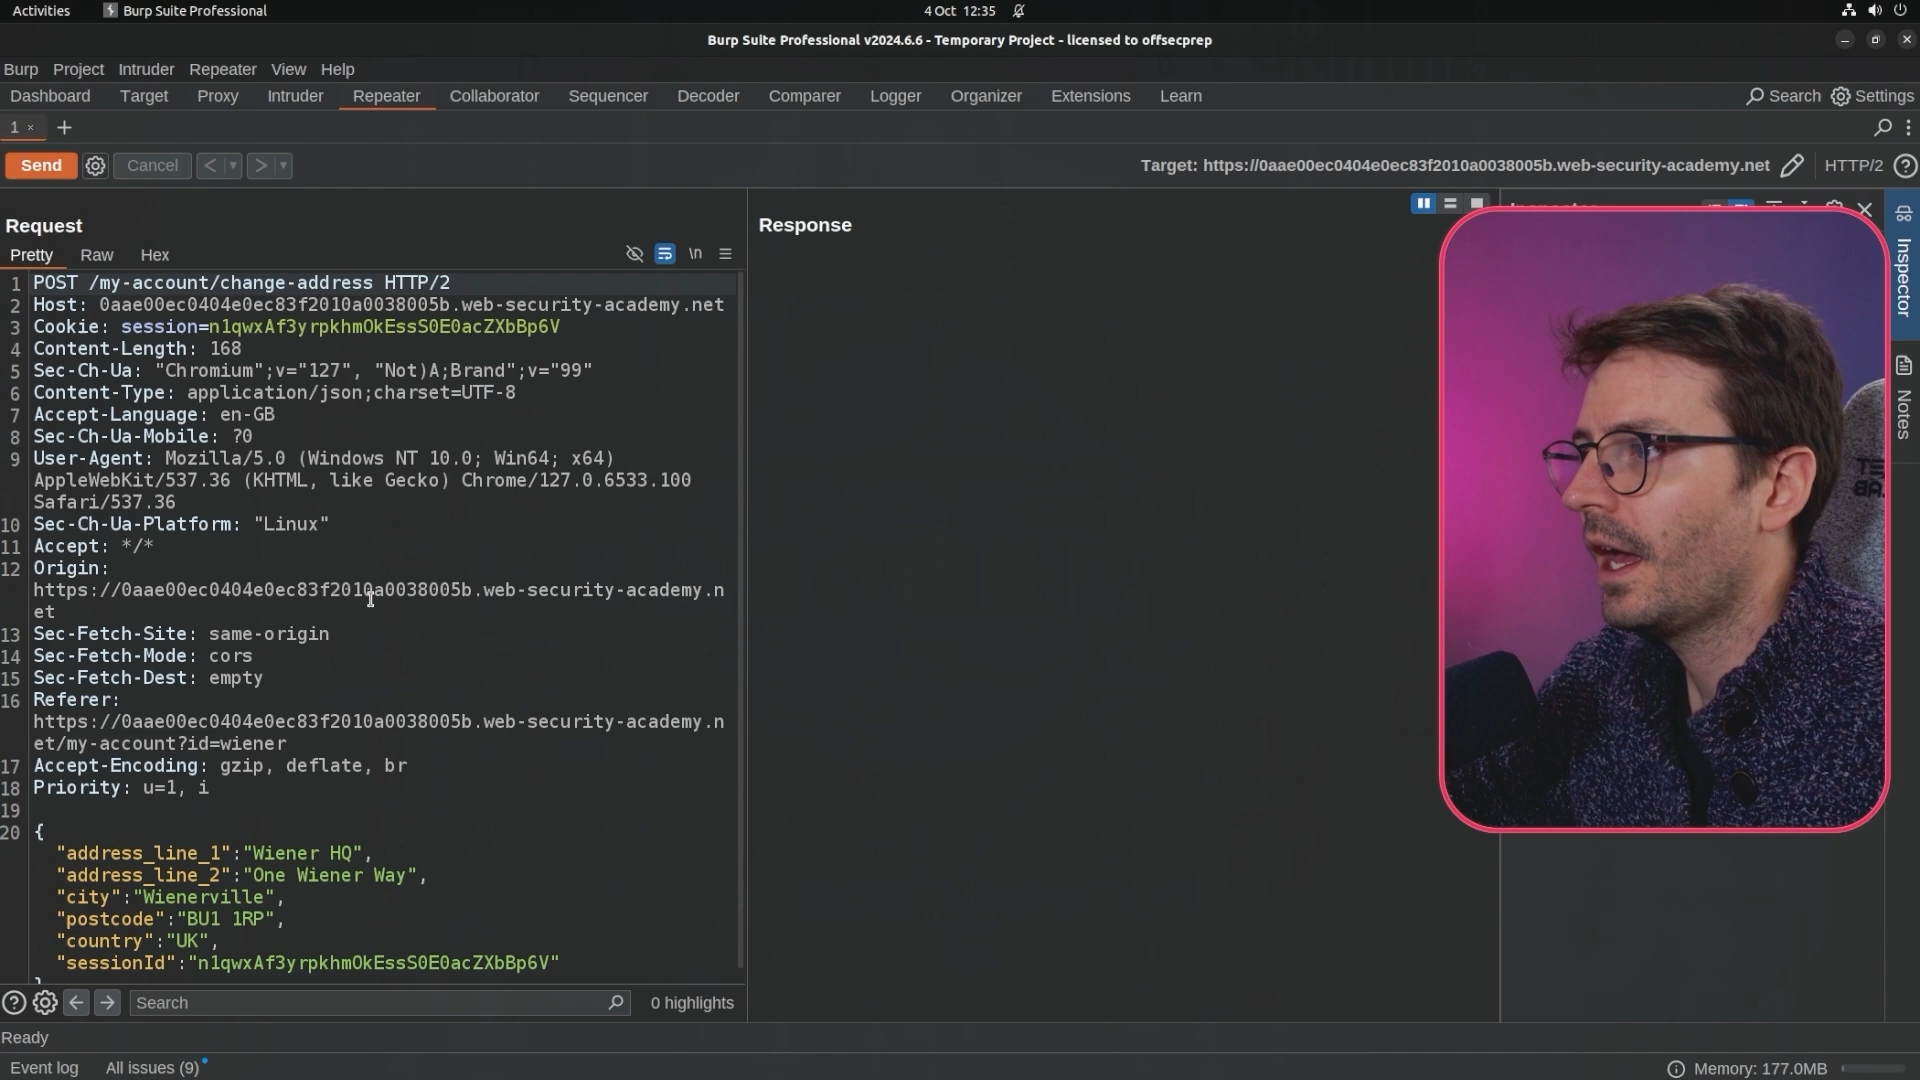 Activities Burp Suite Professional 4 Oct 12:35
Burp Suite Professional v2024.6.6 - Temporary Project - licensed to offsecprep
Burp Project Intruder Repeater View Help
Dashboard Target Proxy Intruder Repeater Collaborator Sequencer Decoder Comparer Logger Organizer Extensions Learn Search Settings
1 × +
Send Cancel < > Target: https://0aae00ec0404e0ec83f2010a0038005b.web-security-academy.net HTTP/2
Request
Response
Pretty Raw Hex \n
1 POST /my-account/change-address HTTP/2
2 Host: 0aae00ec0404e0ec83f2010a0038005b.web-security-academy.net
3 Cookie: session=n1qwxAf3yrpkhmOkEssS0E0acZXbBp6V
4 Content-Length: 168
5 Sec-Ch-Ua: "Chromium";v="127", "Not)A;Brand";v="99"
6 Content-Type: application/json;charset=UTF-8
7 Accept-Language: en-GB
8 Sec-Ch-Ua-Mobile: ?0
9 User-Agent: Mozilla/5.0 (Windows NT 10.0; Win64; x64)
AppleWebKit/537.36 (KHTML, like Gecko) Chrome/127.0.6533.100
Safari/537.36
10 Sec-Ch-Ua-Platform: "Linux"
11 Accept: */*
12 Origin:
https://0aae00ec0404e0ec83f2010a0038005b.web-security-academy.n
et
13 Sec-Fetch-Site: same-origin
14 Sec-Fetch-Mode: cors
15 Sec-Fetch-Dest: empty
16 Referer:
https://0aae00ec0404e0ec83f2010a0038005b.web-security-academy.n
et/my-account?id=wiener
17 Accept-Encoding: gzip, deflate, br
18 Priority: u=1, i
19
20 {
"address_line_1":"Wiener HQ",
"address_line_2":"One Wiener Way",
"city":"Wienerville",
"postcode":"BU1 1RP",
"country":"UK",
"sessionId":"n1qwxAf3yrpkhmOkEssS0E0acZXbBp6V"
Inspector
Notes
Search 0 highlights
Ready
Event log All issues (9) Memory: 177.0MB